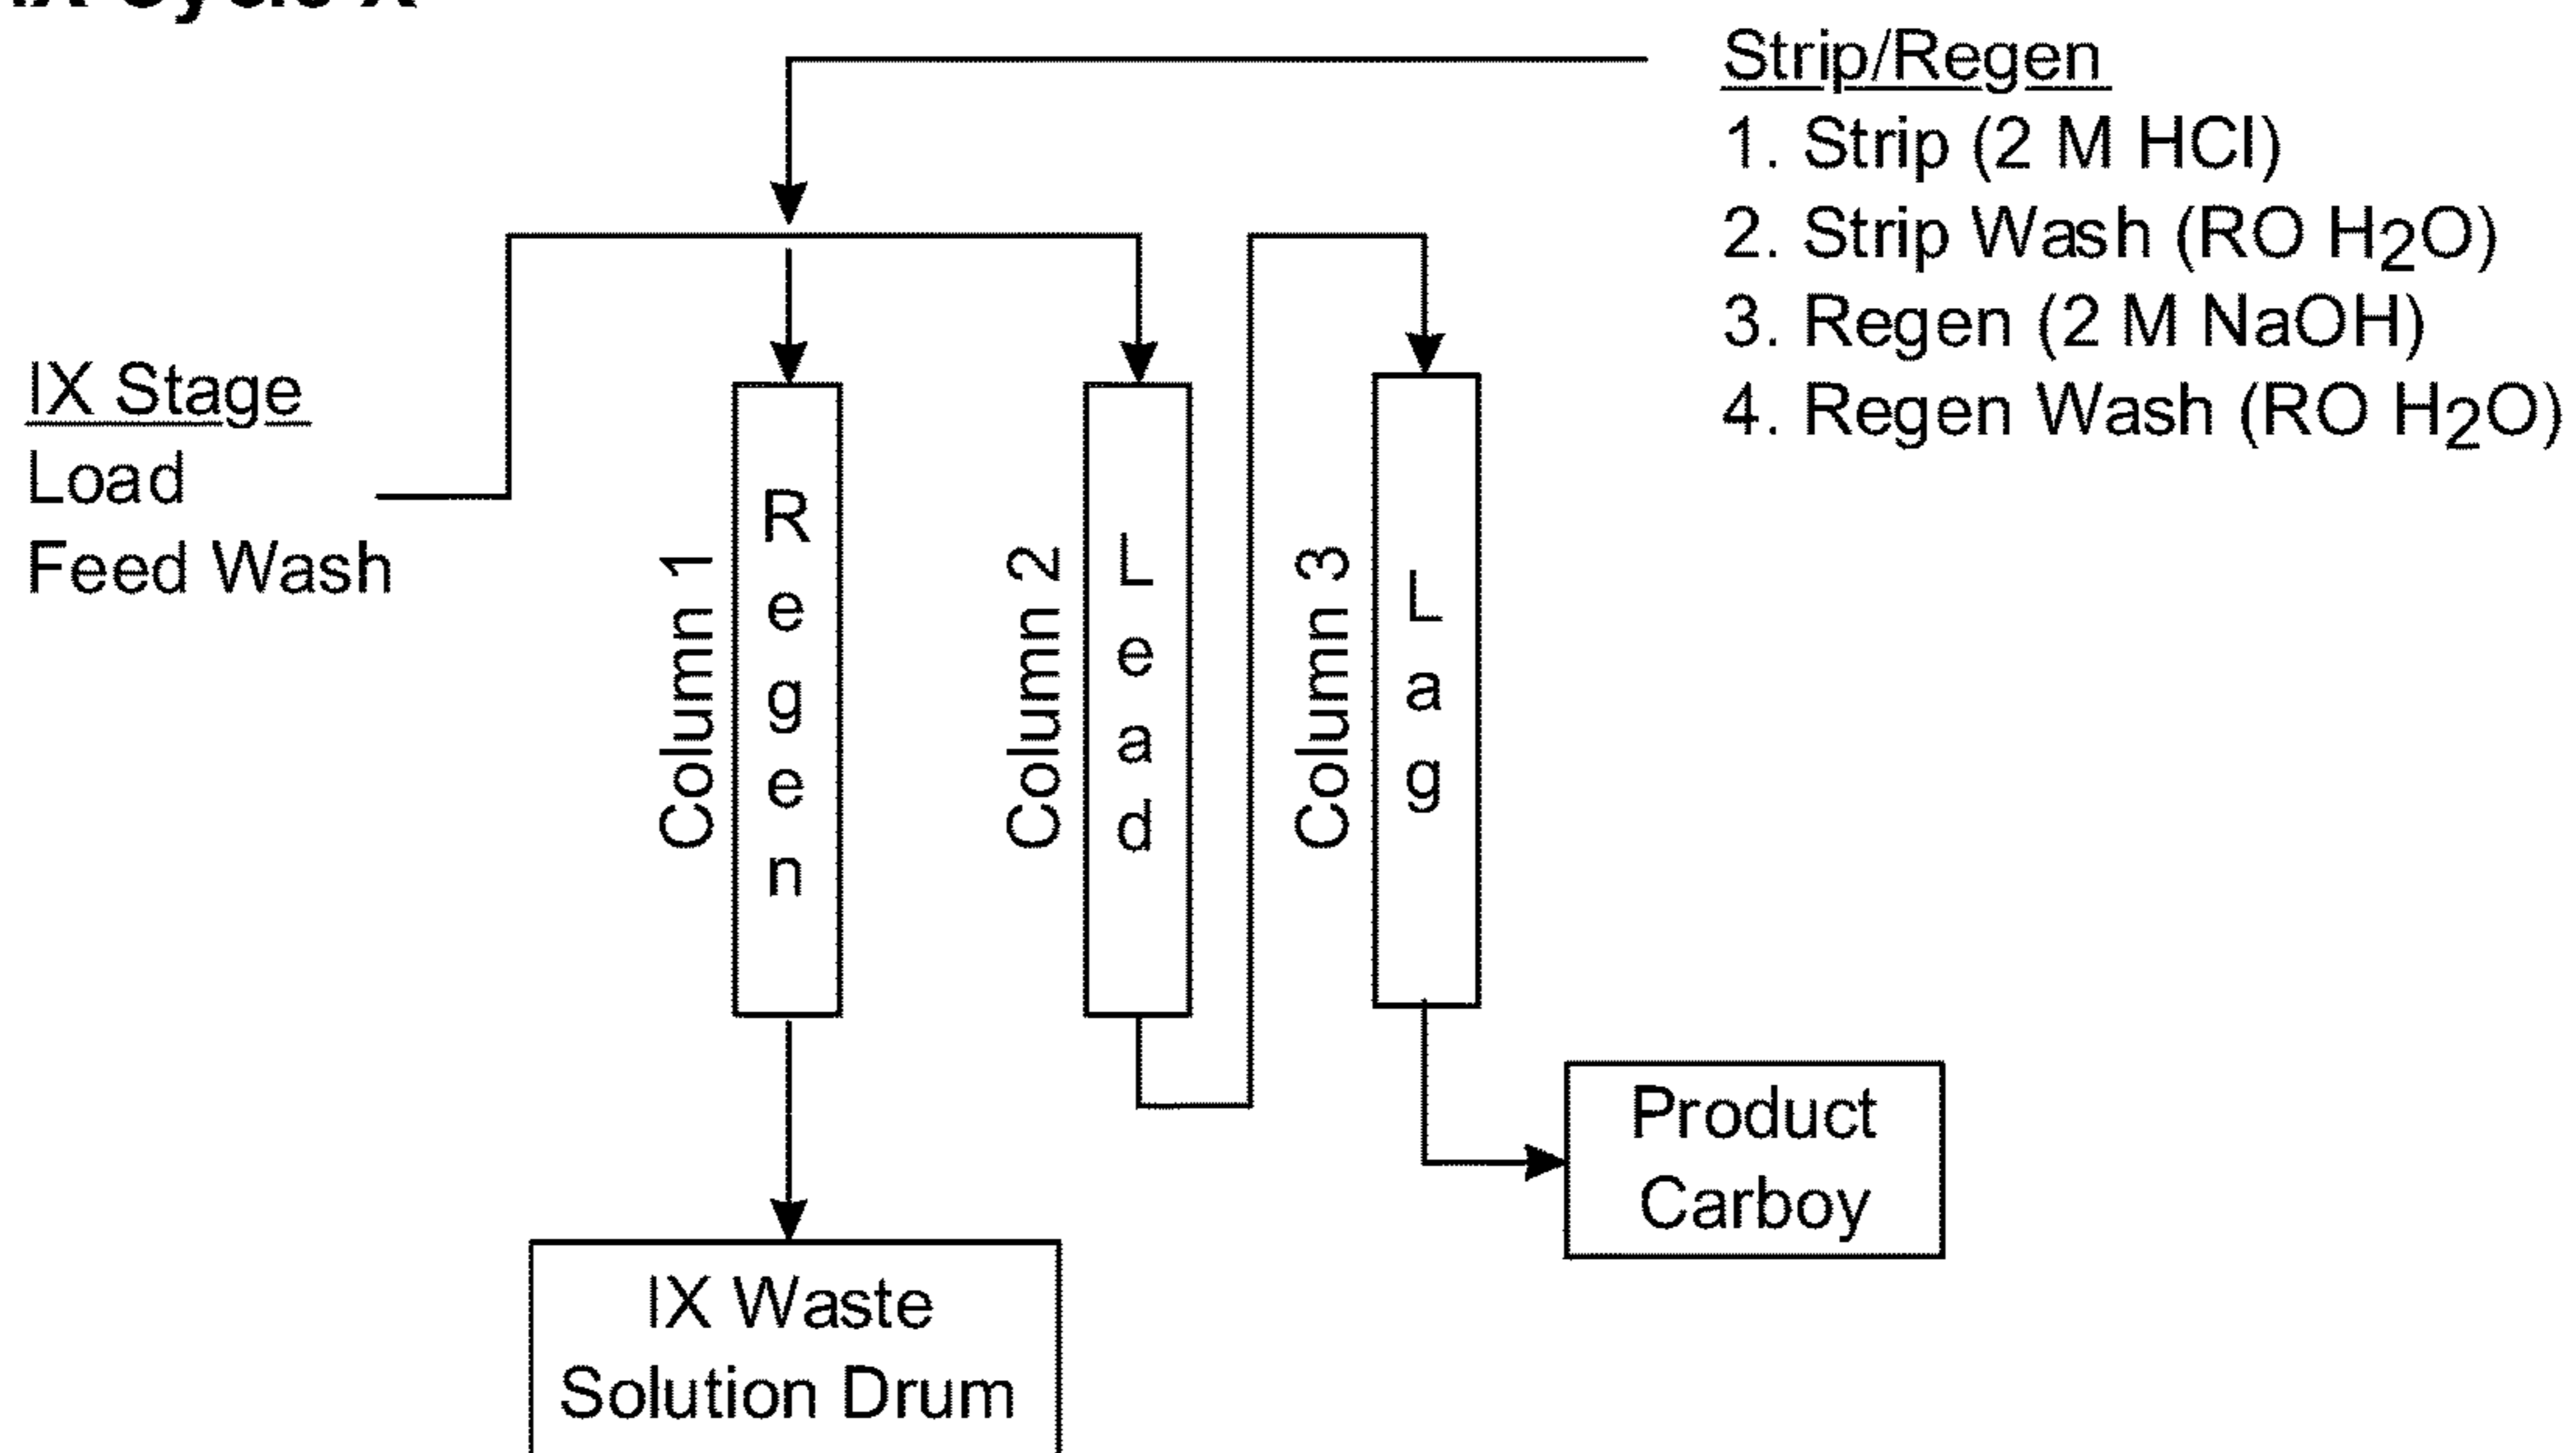 IX Stage
Load
Feed Wash
Strip/Regen
1. Strip (2 M HCl)
2. Strip Wash (RO H2O)
3. Regen (2 M NaOH)
4. Regen Wash (RO H2O)
Column 1
Regen
Column 2
Lead
Column 3
Lag
Product
Carboy
IX Waste
Solution Drum